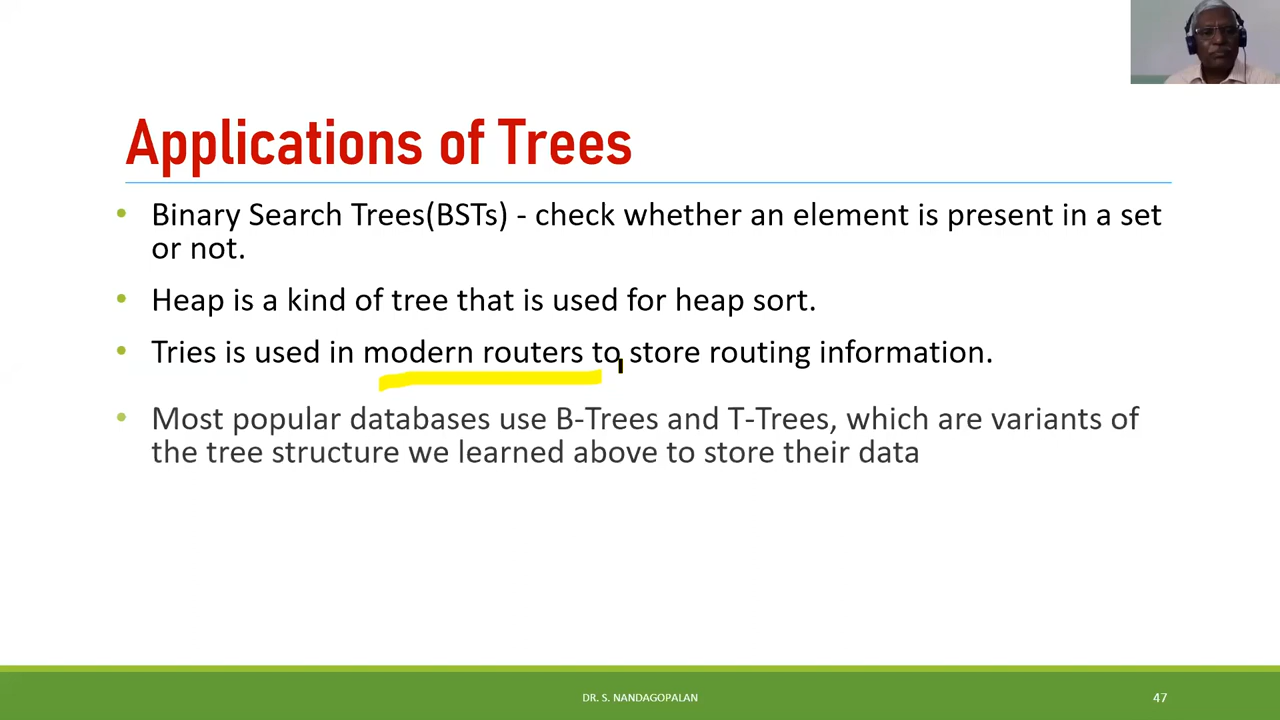 Applications of Trees
• Binary Search Trees(BSTs) - check whether an element is present in a set
or not.
• Heap is a kind of tree that is used for heap sort.
• Tries is used in modern routers to store routing information.
• Most popular databases use B-Trees and T-Trees, which are variants of
the tree structure we learned above to store their data
DR. S. NANDAGOPALAN
47